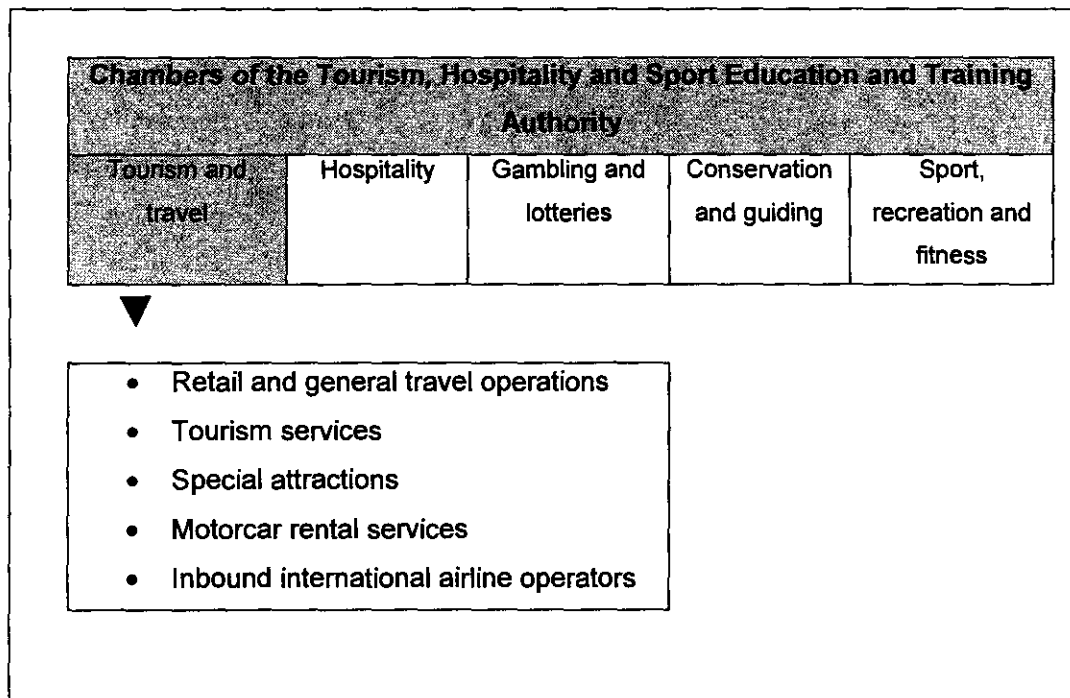 Chambers of the Tourism, Hospitality and Sport Education and Training
Authority
Tourism and
travel
Hospitality
Gambling and
lotteries
Conservation
and guiding
Sport,
recreation and
fitness
• Retail and general travel operations
• Tourism services
• Special attractions
• Motorcar rental services
• Inbound international airline operators